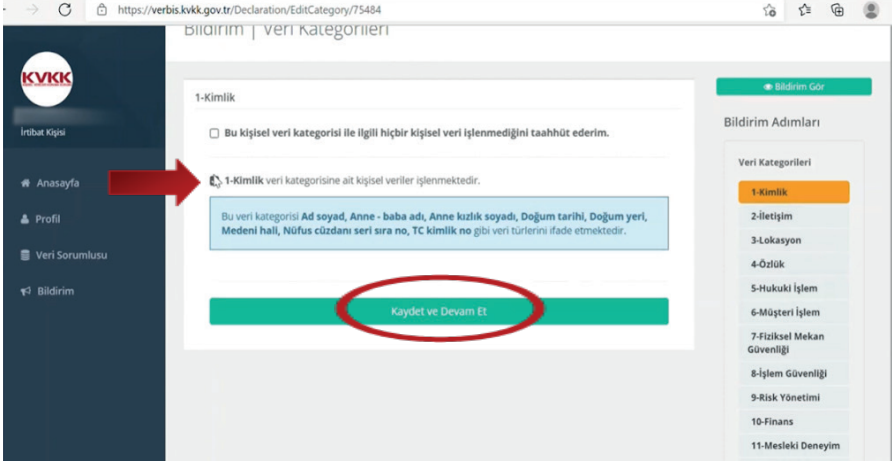 https://verbis.kvkk.gov.tr/Declaration/EditCategory/75484
Bildirim | Veri Kategorileri
KVKK
İrtibat Kişisi
Anasayfa
Profil
Veri Sorumlusu
Bildirim
1-Kimlik
Bu kişisel veri kategorisi ile ilgili hiçbir kişisel veri işlenmediğini taahhüt ederim.
1-Kimlik veri kategorisine ait kişisel veriler işlenmektedir.
Bu veri kategorisi Ad soyad, Anne - baba adı, Anne kızlık soyadı, Doğum tarihi, Doğum yeri,
Medeni hali, Nüfus cüzdanı seri sıra no, TC kimlik no gibi veri türlerini ifade etmektedir.
Kaydet ve Devam Et
Bildirim Gör
Bildirim Adımları
Veri Kategorileri
1-Kimlik
2-İletişim
3-Lokasyon
4-Özlük
5-Hukuki İşlem
6-Müşteri İşlem
7-Fiziksel Mekan
Güvenliği
8-İşlem Güvenliği
9-Risk Yönetimi
10-Finans
11-Mesleki Deneyim